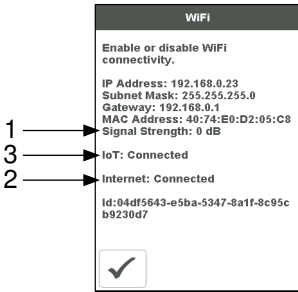 WiFi
Enable or disable WiFi
connectivity.
IP Address: 192.168.0.23
Subnet Mask: 255.255.255.0
Gateway: 192.168.0.1
MAC Address: 40:74:E0:D2:05:C8
1
Signal Strength: 0 dB
3
IoT: Connected
2
Internet: Connected
Id:04df5643-e5ba-5347-8a1f-8c95c
b9230d7